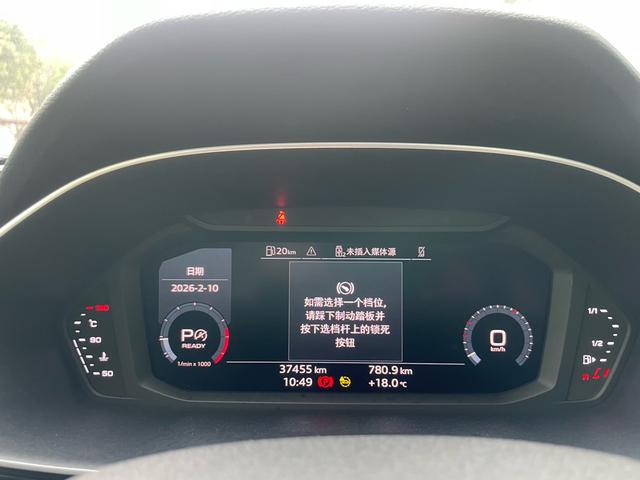 20km
未插入媒体源
日期
2026-2-10
如需选择一个档位,
请踩下制动踏板并
按下选档杆上的锁死
按钮
P
READY
1/min x 1000
0
km/h
130
°C
90
50
1/1
1/2
37455 km
780.9 km
10:49
+18.0°C